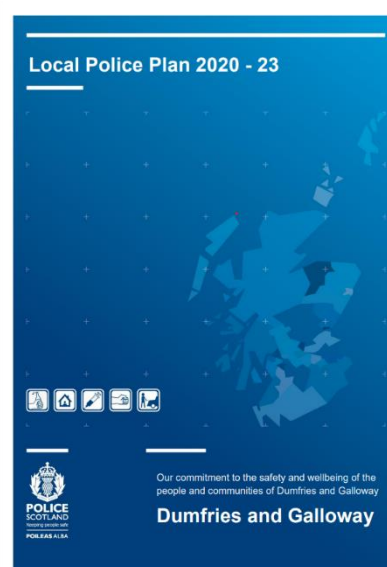 Local Police Plan 2020 - 23
Our commitment to the safety and wellbeing of the
people and communities of Dumfries and Galloway
Dumfries and Galloway
POLICE
SCOTLAND
Keeping people safe
POILEAS ALBA